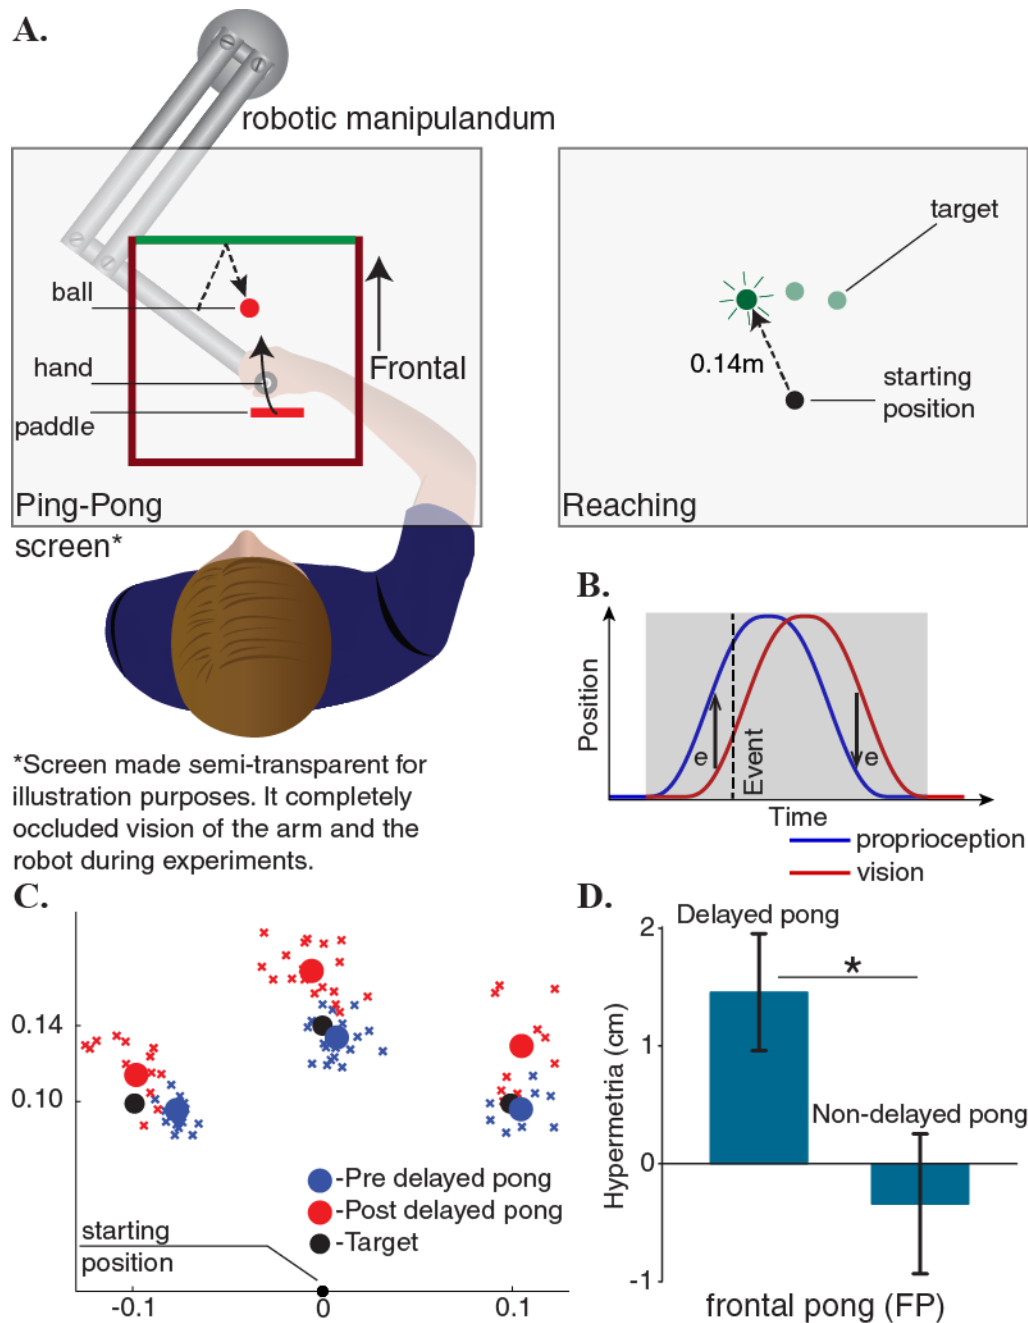 A.
robotic manipulandum
ball
hand
paddle
Frontal
Ping-Pong
screen*
target
0.14m
starting
position
Reaching
*Screen made semi-transparent for
illustration purposes. It completely
occluded vision of the arm and the
robot during experiments.
B.
Position
e
Event
e
Time
proprioception
vision
C.
0.14
0.10
-Pre delayed pong
-Post delayed pong
-Target
starting
position
-0.1
0
0.1
D.
Hypermetria (cm)
2
1
0
-1
Delayed pong
*
Non-delayed pong
frontal pong (FP)